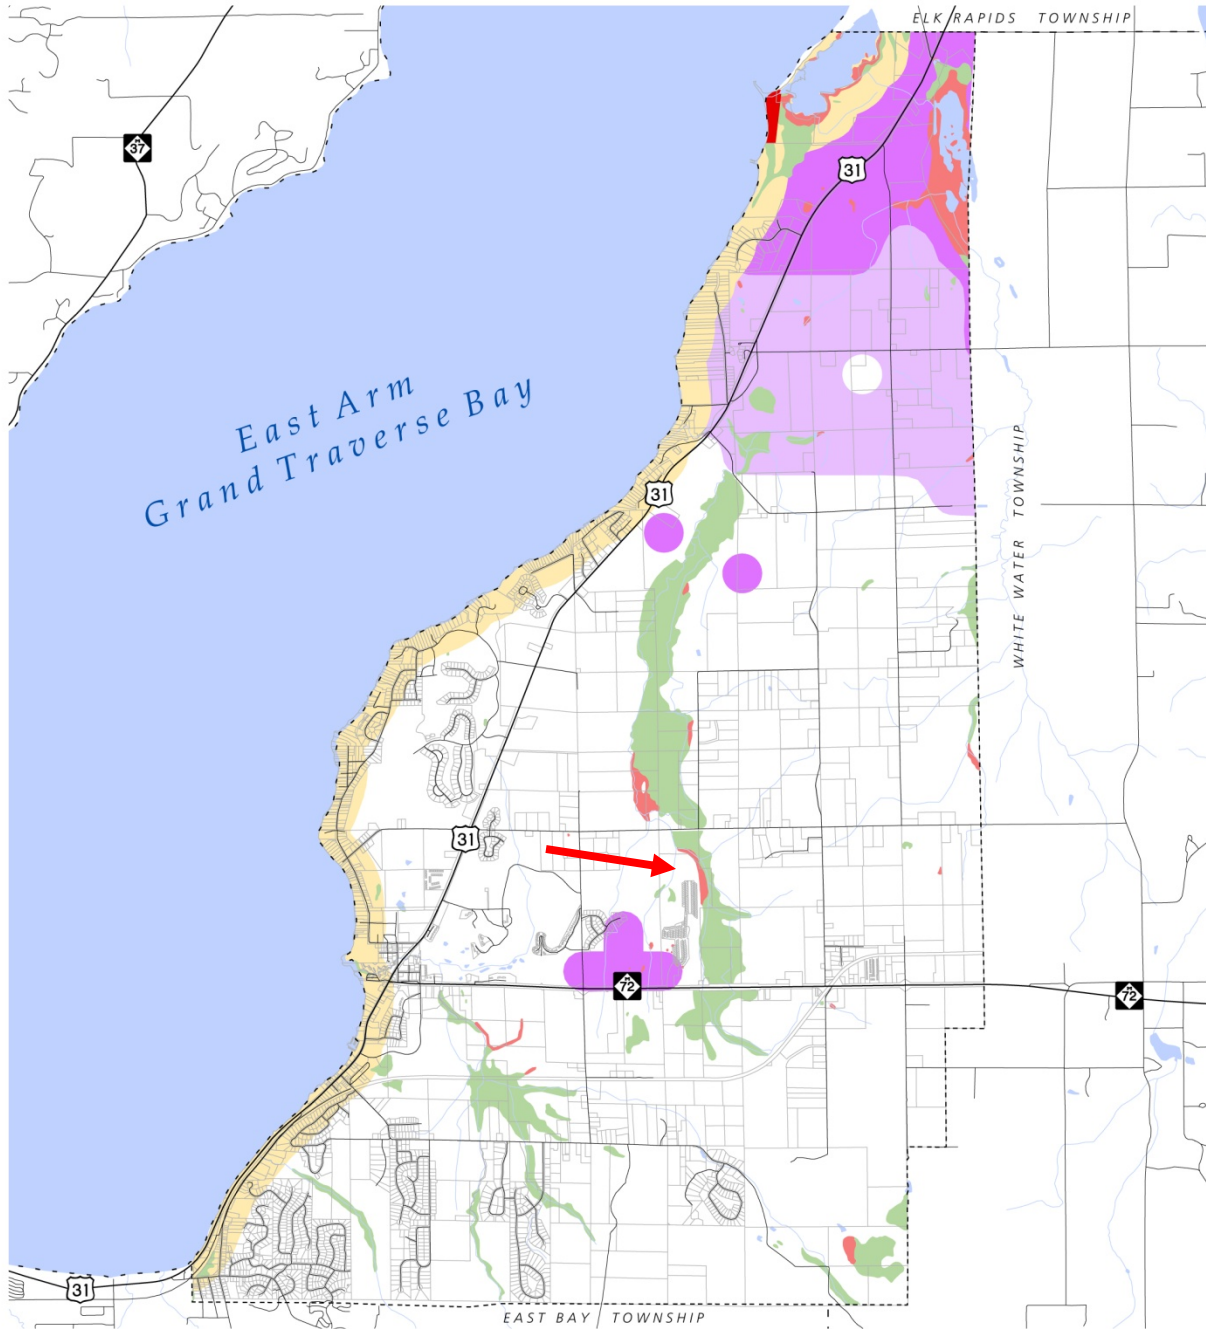 ELK RAPIDS TOWNSHIP
M
37
31
East Arm
Grand Traverse Bay
31
WHITE WATER TOWNSHIP
31
M
72
M
72
31
EAST BAY TOWNSHIP